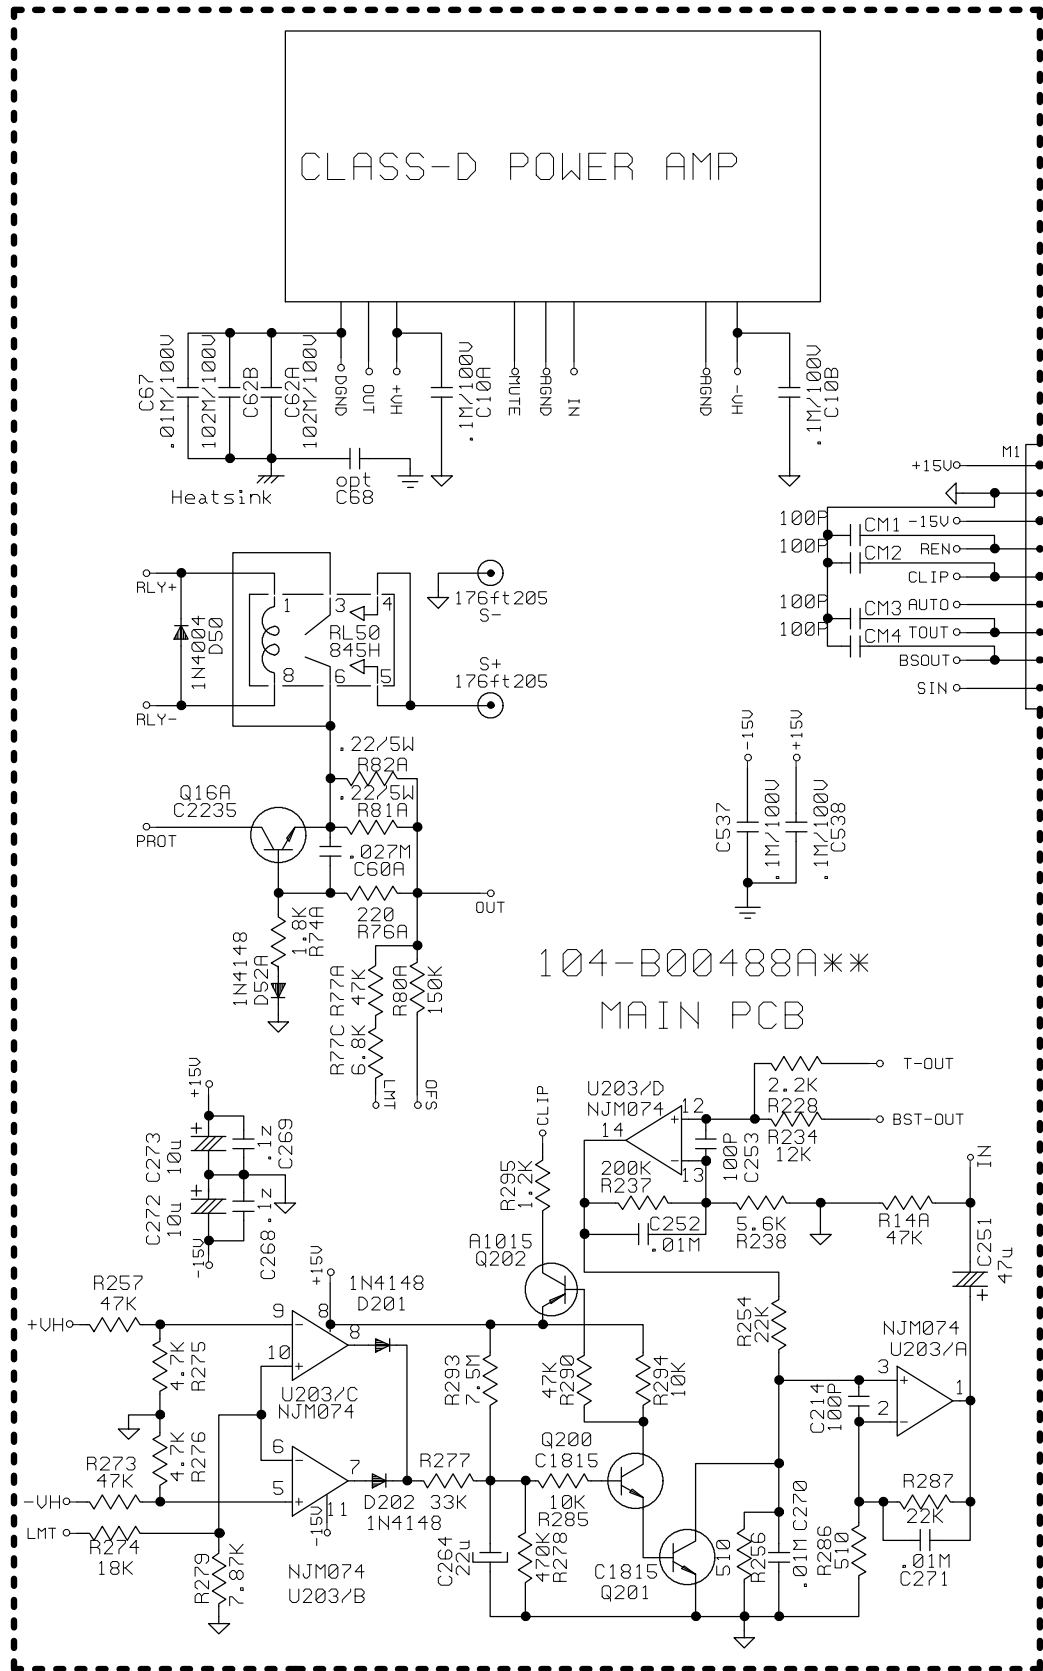 CLASS-D POWER AMP
C67
.01M/100V
102M/100V
C62B
C62A
102M/100V
DGND
OUT
+VH
.1M/100V
C10A
MUTE
AGND
IN
AGND
-VH
.1M/100V
C10B
Heatsink
opt
C68
M1
+15V
100P
CM1
-15V
100P
CM2
REN
CLIP
100P
CM3
AUTO
100P
CM4
TOUT
BSOUT
SIN
RLY+
1N4004
D50
RLY-
1
3
4
RL50
845H
8
6
5
176ft205
S-
S+
176ft205
.22/5W
R82A
.22/5W
R81A
Q16A
C2235
PROT
.027M
C60A
220
R76A
OUT
1.8K
R74A
1N4148
D52A
R77A
47K
R77C
6.8K
R80A
150K
LMT
OFS
-15V
+15V
C537
.1M/100V
.1M/100V
C538
104-B00488A**
MAIN PCB
+15V
C273
10u
.1z
C269
C272
10u
C268
.1z
-15V
CLIP
R295
1.2K
A1015
Q202
U203/D
NJM074
12
14
13
100P
C253
200K
R237
C252
.01M
5.6K
R238
2.2K
R228
T-OUT
R234
12K
BST-OUT
IN
R14A
47K
C251
47u
+
R257
47K
+VH
4.7K
R275
4.7K
R276
R273
47K
-VH
LMT
R274
18K
R279
7.87K
+15V
8
9
10
8
1N4148
D201
U203/C
NJM074
6
5
7
11
-15V
NJM074
U203/B
D202
1N4148
R277
33K
R293
7.5M
47K
R290
R294
10K
Q200
C1815
10K
R285
C264
22u
470K
R278
C1815
Q201
R254
22K
510
R256
.01M
C270
R286
510
NJM074
U203/A
3
2
1
C214
100P
R287
22K
.01M
C271